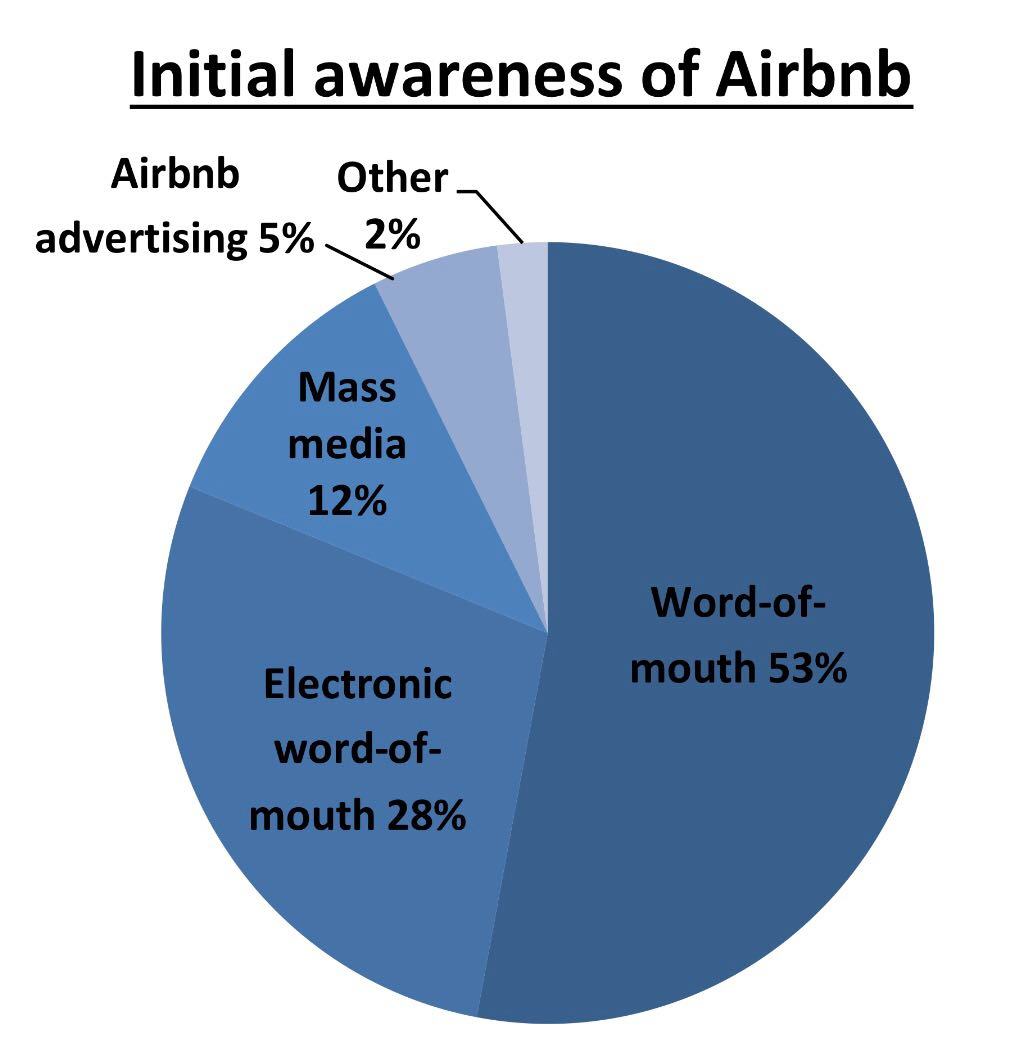 Initial awareness of Airbnb
Airbnb
advertising 5%
Other
2%
Mass
media
12%
Word-of-
mouth 53%
Electronic
word-of-
mouth 28%